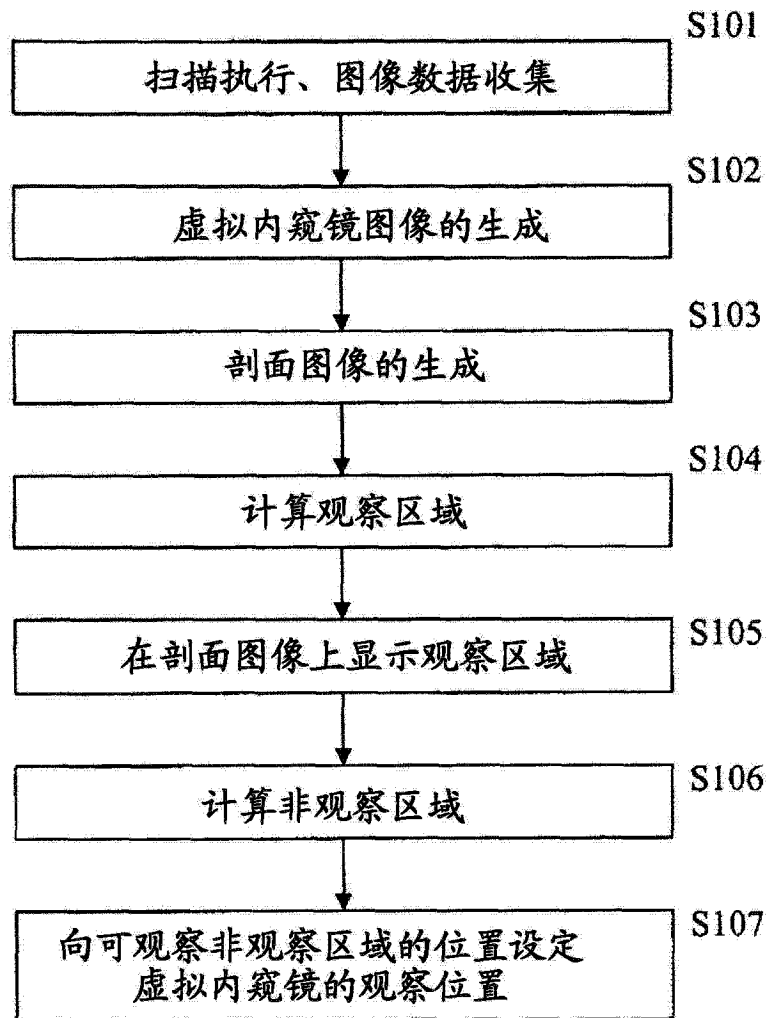 S101
扫描执行、图像数据收集
S102
虚拟内窥镜图像的生成
S103
剖面图像的生成
S104
计算观察区域
S105
在剖面图像上显示观察区域
S106
计算非观察区域
S107
向可观察非观察区域的位置设定
虚拟内窥镜的观察位置